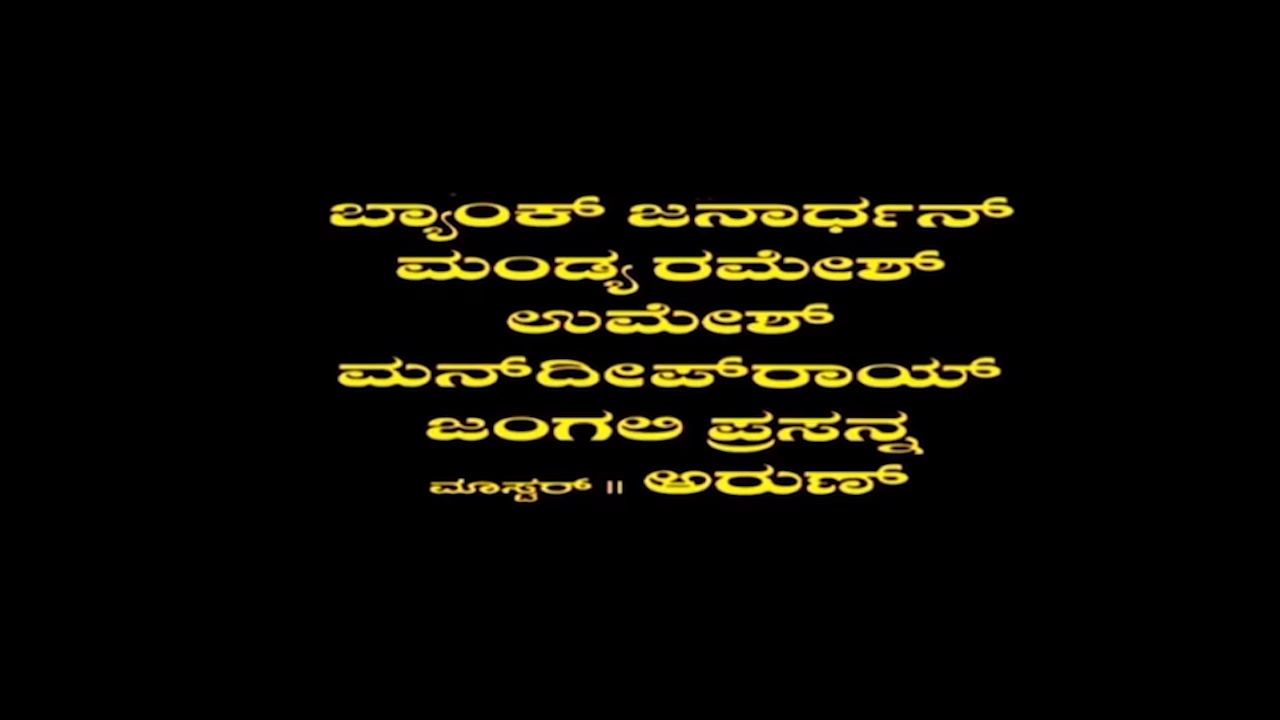 ಬ್ಯಾಂಕ್ ಜನಾರ್ಧನ್
ಮಂಡ್ಯ ರಮೇಶ್
ಉಮೇಶ್
ಮನ್‌ದೀಪ್‌ರಾಯ್
ಜಂಗಲಿ ಪ್ರಸನ್ನ
ಮಾಸ್ಟರ್ ॥ ಅರುಣ್